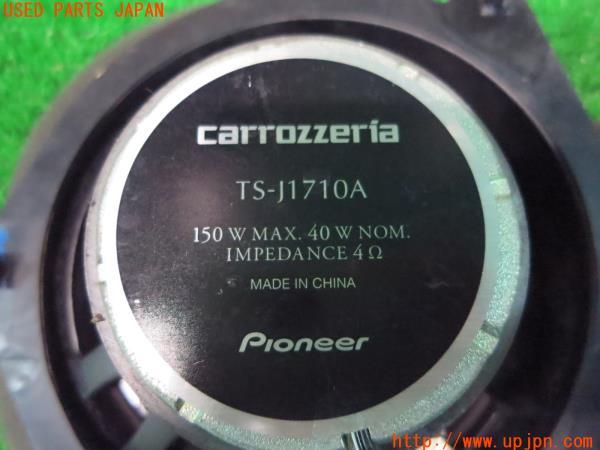 USED PARTS JAPAN
carrozzeria
TS-J1710A
150 W MAX. 40 W NOM.
IMPEDANCE 4 Ω
MADE IN CHINA
Pioneer
http://www.upjpn.com/